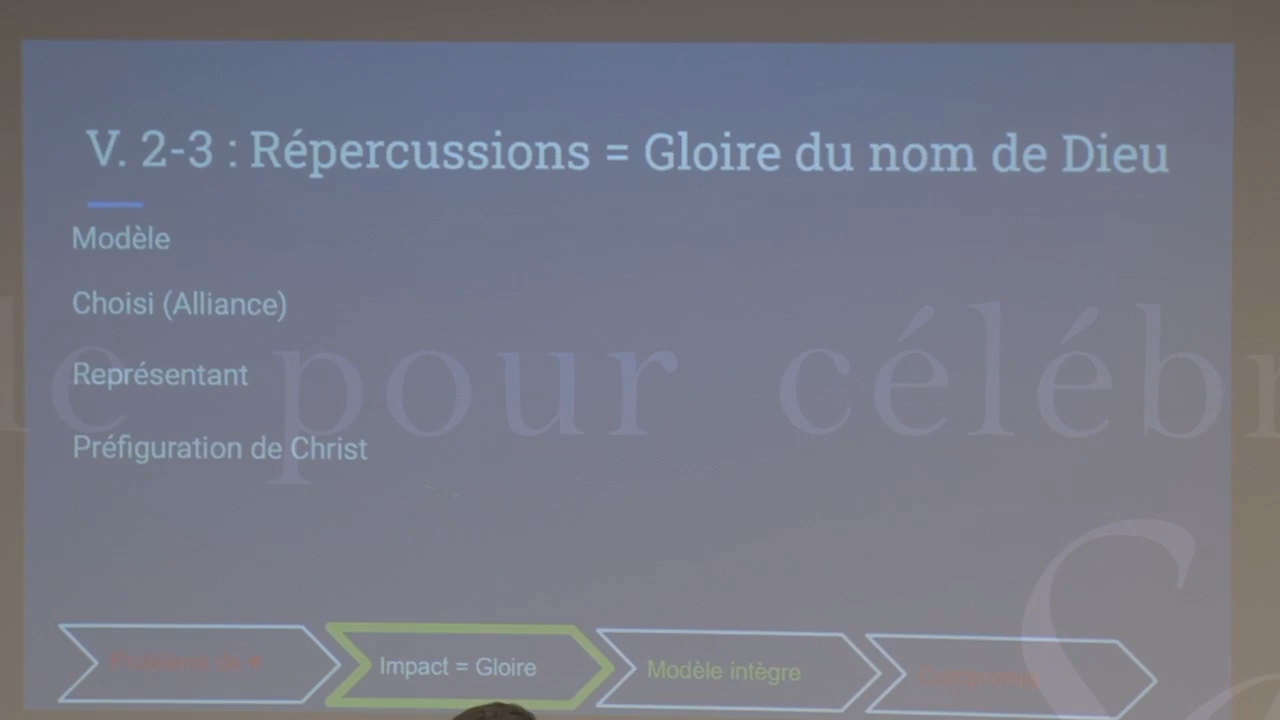 V. 2-3 : Répercussions = Gloire du nom de Dieu
Modèle
Choisi (Alliance)
Représentant
Préfiguration de Christ
pour célébr
Impact = Gloire
Modèle intègre